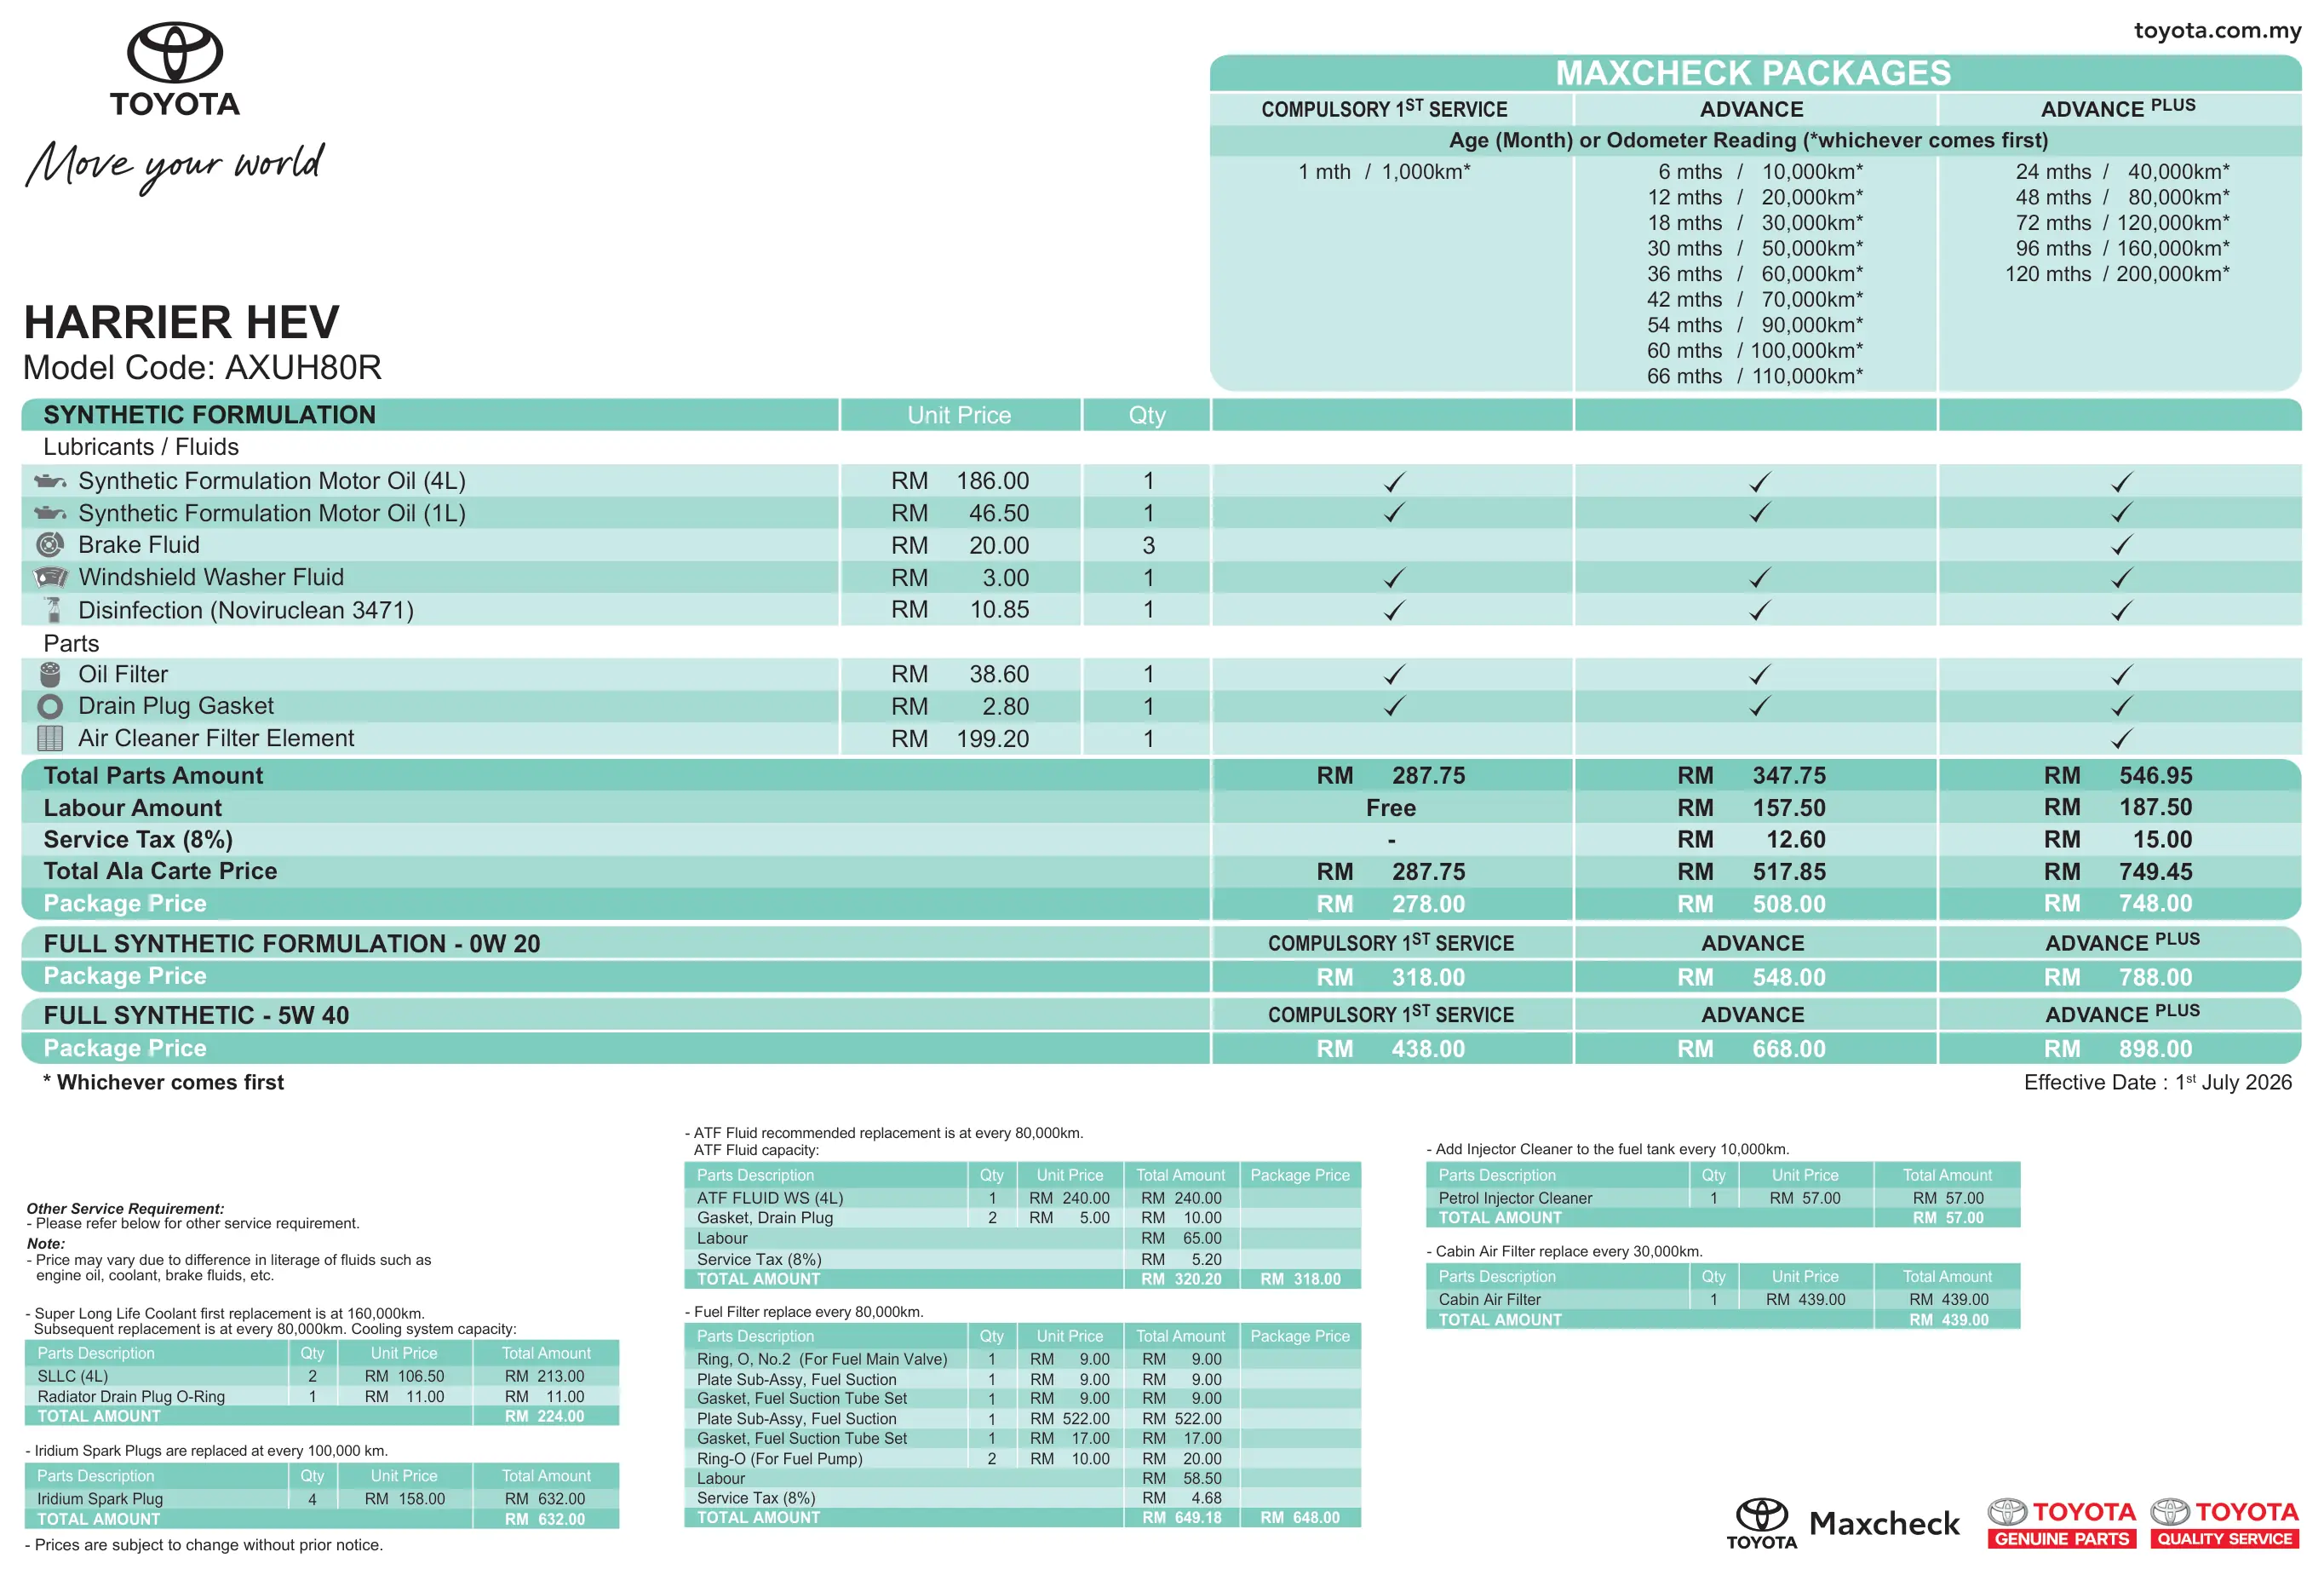 TOYOTA
Move your world
toyota.com.my
HARRIER HEV
Model Code: AXUH80R
MAXCHECK PACKAGES
COMPULSORY 1ST SERVICE ADVANCE ADVANCE PLUS
Age (Month) or Odometer Reading (*whichever comes first)
1 mth / 1,000km* 6 mths / 10,000km* 24 mths / 40,000km*
12 mths / 20,000km* 48 mths / 80,000km*
18 mths / 30,000km* 72 mths / 120,000km*
30 mths / 50,000km* 96 mths / 160,000km*
36 mths / 60,000km* 120 mths / 200,000km*
42 mths / 70,000km*
54 mths / 90,000km*
60 mths / 100,000km*
66 mths / 110,000km*
SYNTHETIC FORMULATION Unit Price Qty
Lubricants / Fluids
Synthetic Formulation Motor Oil (4L) RM 186.00 1 ✓ ✓ ✓
Synthetic Formulation Motor Oil (1L) RM 46.50 1 ✓ ✓ ✓
Brake Fluid RM 20.00 3 ✓
Windshield Washer Fluid RM 3.00 1 ✓ ✓ ✓
Disinfection (Noviruclean 3471) RM 10.85 1 ✓ ✓ ✓
Parts
Oil Filter RM 38.60 1 ✓ ✓ ✓
Drain Plug Gasket RM 2.80 1 ✓ ✓ ✓
Air Cleaner Filter Element RM 199.20 1 ✓
Total Parts Amount RM 287.75 RM 347.75 RM 546.95
Labour Amount Free RM 157.50 RM 187.50
Service Tax (8%) - RM 12.60 RM 15.00
Total Ala Carte Price RM 287.75 RM 517.85 RM 749.45
Package Price RM 278.00 RM 508.00 RM 748.00
FULL SYNTHETIC FORMULATION - 0W 20 COMPULSORY 1ST SERVICE ADVANCE ADVANCE PLUS
Package Price RM 318.00 RM 548.00 RM 788.00
FULL SYNTHETIC - 5W 40 COMPULSORY 1ST SERVICE ADVANCE ADVANCE PLUS
Package Price RM 438.00 RM 668.00 RM 898.00
* Whichever comes first
Effective Date : 1st July 2026
Other Service Requirement:
- Please refer below for other service requirement.
Note:
- Price may vary due to difference in literage of fluids such as
engine oil, coolant, brake fluids, etc.
- Super Long Life Coolant first replacement is at 160,000km.
Subsequent replacement is at every 80,000km. Cooling system capacity:
Parts Description Qty Unit Price Total Amount
SLLC (4L) 2 RM 106.50 RM 213.00
Radiator Drain Plug O-Ring 1 RM 11.00 RM 11.00
TOTAL AMOUNT RM 224.00
- Iridium Spark Plugs are replaced at every 100,000 km.
Parts Description Qty Unit Price Total Amount
Iridium Spark Plug 4 RM 158.00 RM 632.00
TOTAL AMOUNT RM 632.00
- Prices are subject to change without prior notice.
- ATF Fluid recommended replacement is at every 80,000km.
ATF Fluid capacity:
Parts Description Qty Unit Price Total Amount Package Price
ATF FLUID WS (4L) 1 RM 240.00 RM 240.00
Gasket, Drain Plug 2 RM 5.00 RM 10.00
Labour RM 65.00
Service Tax (8%) RM 5.20
TOTAL AMOUNT RM 320.20 RM 318.00
- Fuel Filter replace every 80,000km.
Parts Description Qty Unit Price Total Amount Package Price
Ring, O, No.2 (For Fuel Main Valve) 1 RM 9.00 RM 9.00
Plate Sub-Assy, Fuel Suction 1 RM 9.00 RM 9.00
Gasket, Fuel Suction Tube Set 1 RM 9.00 RM 9.00
Plate Sub-Assy, Fuel Suction 1 RM 522.00 RM 522.00
Gasket, Fuel Suction Tube Set 1 RM 17.00 RM 17.00
Ring-O (For Fuel Pump) 2 RM 10.00 RM 20.00
Labour RM 58.50
Service Tax (8%) RM 4.68
TOTAL AMOUNT RM 649.18 RM 648.00
- Add Injector Cleaner to the fuel tank every 10,000km.
Parts Description Qty Unit Price Total Amount
Petrol Injector Cleaner 1 RM 57.00 RM 57.00
TOTAL AMOUNT RM 57.00
- Cabin Air Filter replace every 30,000km.
Parts Description Qty Unit Price Total Amount
Cabin Air Filter 1 RM 439.00 RM 439.00
TOTAL AMOUNT RM 439.00
TOYOTA Maxcheck
TOYOTA GENUINE PARTS
TOYOTA QUALITY SERVICE